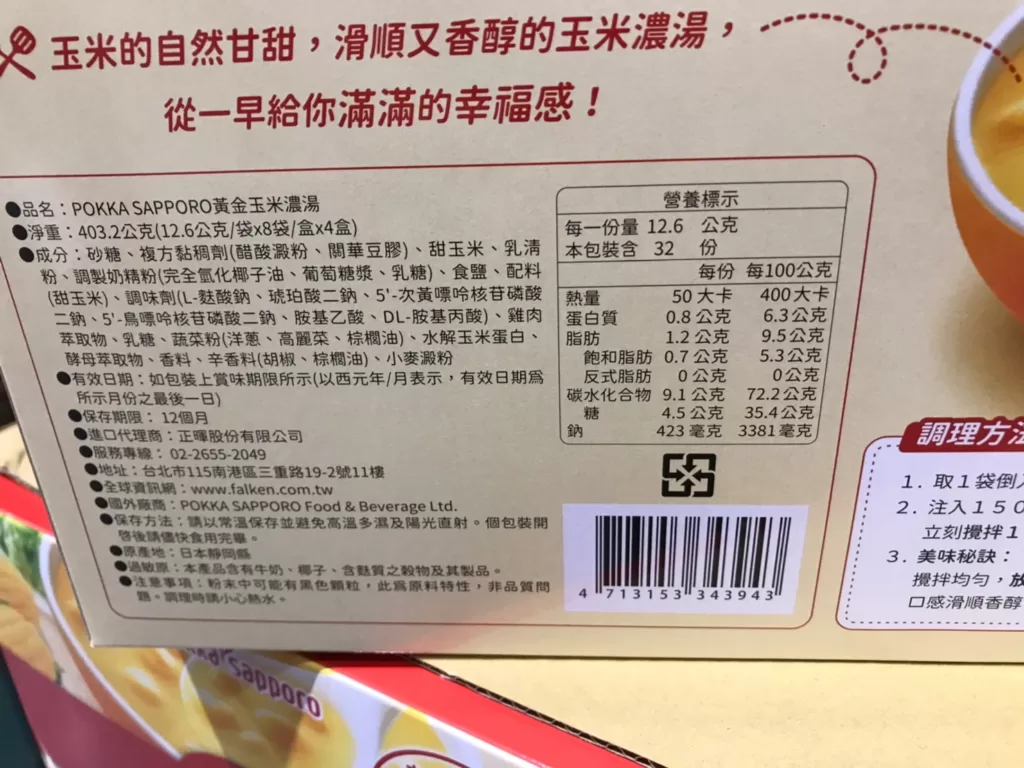 玉米的自然甘甜，滑順又香醇的玉米濃湯，
從一早給你滿滿的幸福感！
●品名：POKKA SAPPORO黃金玉米濃湯
●淨重：403.2公克(12.6公克/袋x8袋/盒x4盒)
●成分：砂糖、複方黏稠劑(醋酸澱粉、關華豆膠)、甜玉米、乳清
粉、調製奶精粉(完全氫化椰子油、葡萄糖漿、乳糖)、食鹽、配料
(甜玉米)、調味劑(L-麩酸鈉、琥珀酸二鈉、5'-次黃嘌呤核苷磷酸
二鈉、5'-鳥嘌呤核苷磷酸二鈉、胺基乙酸、DL-胺基丙酸)、雞肉
萃取物、乳糖、蔬菜粉(洋蔥、高麗菜、棕櫚油)、水解玉米蛋白、
酵母萃取物、香料、辛香料(胡椒、棕櫚油)、小麥澱粉
●有效日期：如包裝上賞味期限所示(以西元年/月表示，有效日期為
所示月份之最後一日)
●保存期限： 12個月
●進口代理商：正暉股份有限公司
●服務專線： 02-2655-2049
●地址：台北市115南港區三重路19-2號11樓
●全球資訊網：www.falken.com.tw
●國外廠商：POKKA SAPPORO Food & Beverage Ltd.
●保存方法：請以常溫保存並避免高溫多濕及陽光直射。個包裝開
啓後請儘快食用完畢。
●原產地：日本靜岡縣
●過敏原：本產品含有牛奶、椰子、含麩質之穀物及其製品。
●注意事項：粉末中可能有黑色顆粒，此為原料特性，非品質問
題。調理時請小心熱水。
營養標示
每一份量 12.6 公克
本包裝含 32 份
每份 每100公克
熱量 50 大卡 400大卡
蛋白質 0.8 公克 6.3公克
脂肪 1.2 公克 9.5公克
飽和脂肪 0.7 公克 5.3公克
反式脂肪 0 公克 0公克
碳水化合物 9.1 公克 72.2公克
糖 4.5 公克 35.4公克
鈉 423 毫克 3381毫克
4 713153 343943
調理方法
1. 取1袋倒入
2. 注入150
立刻攪拌1
3. 美味秘訣：
攪拌均勻，放
口感滑順香醇
Sapporo